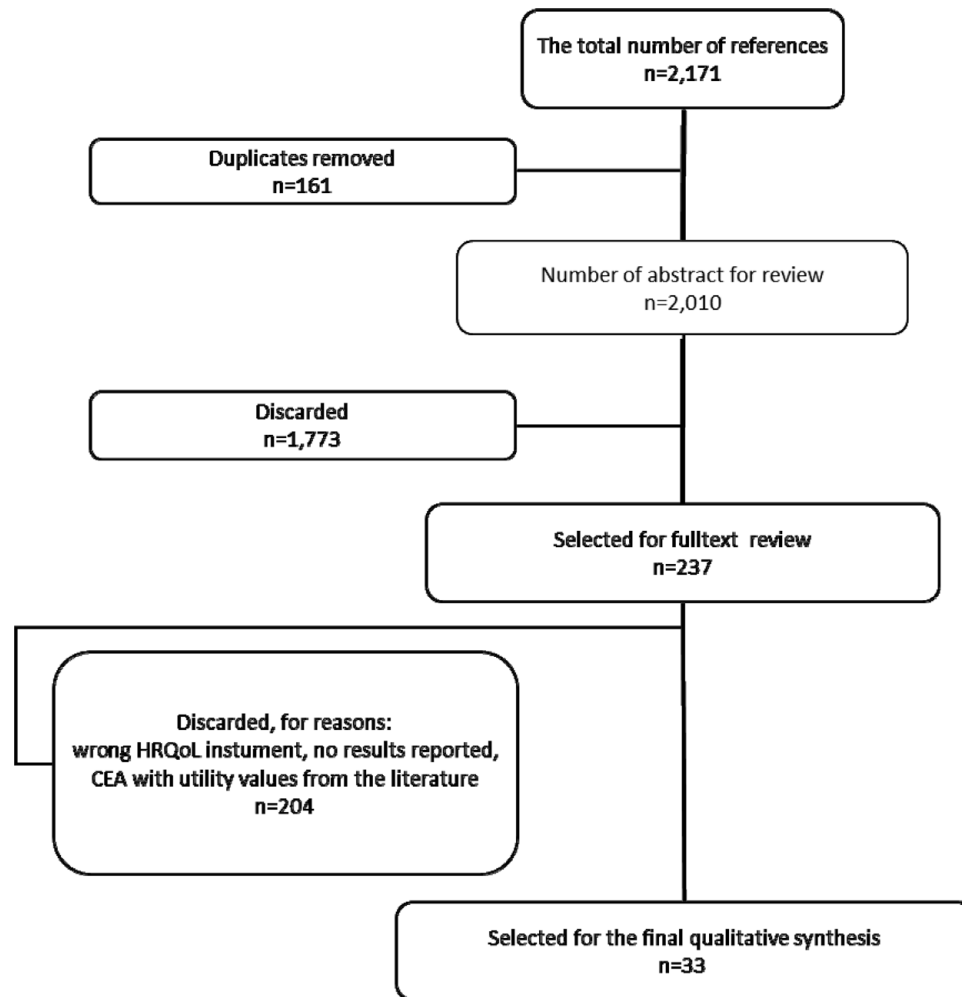 The total number of references
n=2,171
Duplicates removed
n=161
Number of abstract for review
n=2,010
Discarded
n=1,773
Selected for fulltext review
n=237
Discarded, for reasons:
wrong HRQoL instument, no results reported,
CEA with utility values from the literature
n=204
Selected for the final qualitative synthesis
n=33